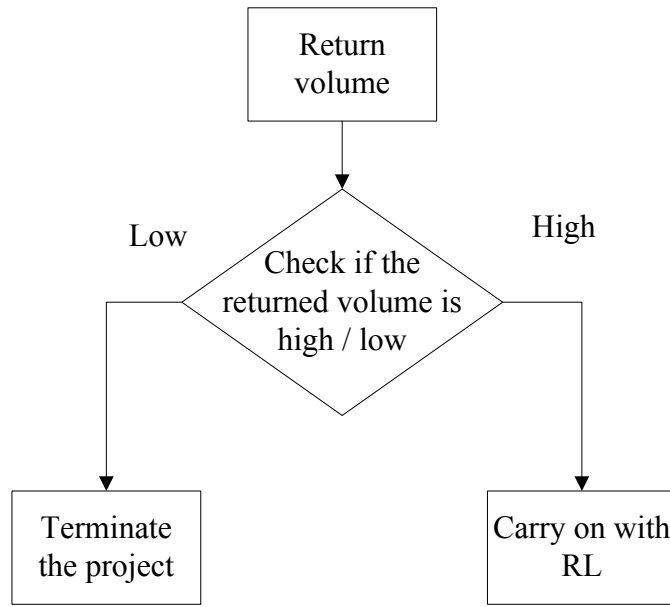 Return
volume
Low
High
Check if the
returned volume is
high / low
Terminate
the project
Carry on with
RL